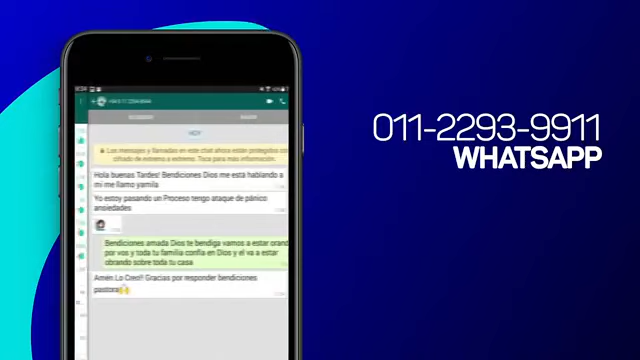 011-2293-9911
WHATSAPP
HOY
Los mensajes y llamadas en este chat ahora están protegidos con
cifrado de extremo a extremo. Toca para más información.
Hola buenas Tardes! Bendiciones Dios me está hablando a
mi me llamo yamila
Yo estoy pasando un Proceso tengo ataque de pánico
ansiedades
Bendiciones amada Dios te bendiga vamos a estar orand
por vos y toda tu familia confia en Dios y el va a estar
obrando sobre toda tu casa
Amén Lo Creo!! Gracias por responder bendiciones
pastora